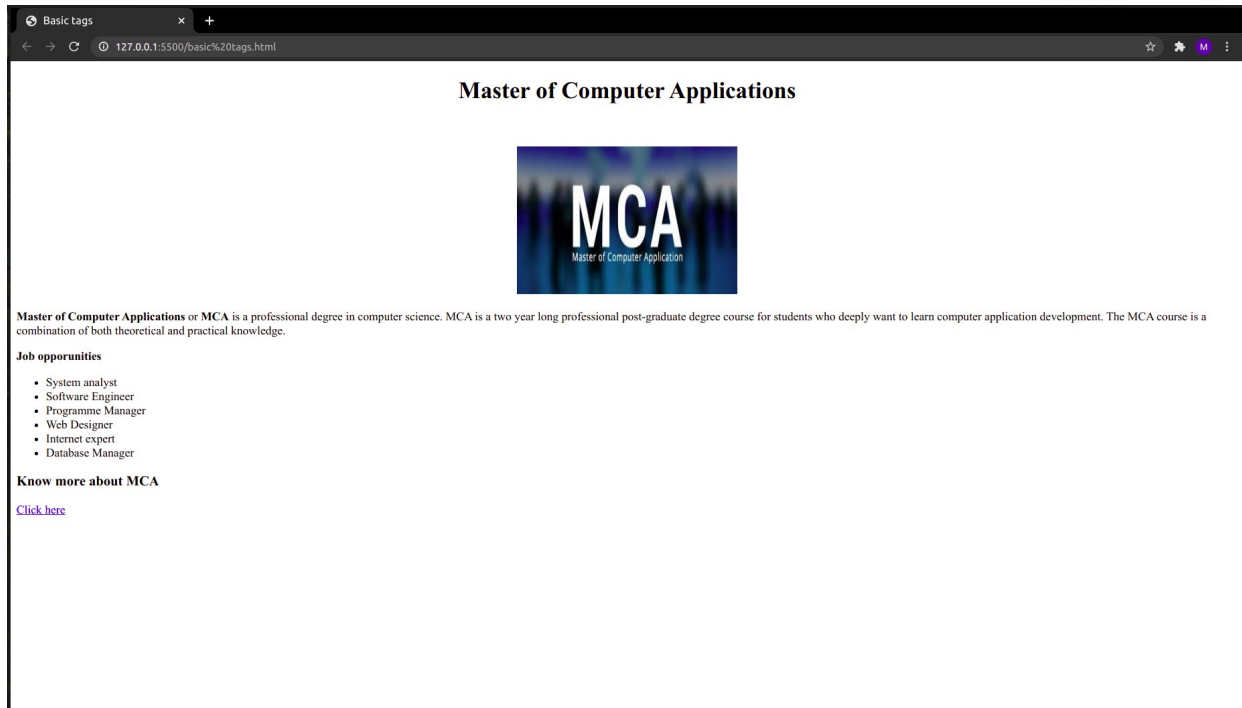 Basic tags
127.0.0.1:5500/basic%20tags.html
M
Master of Computer Applications
MCA
Master of Computer Application
Master of Computer Applications or MCA is a professional degree in computer science. MCA is a two year long professional post-graduate degree course for students who deeply want to learn computer application development. The MCA course is a
combination of both theoretical and practical knowledge.
Job opporunities
• System analyst
• Software Engineer
• Programme Manager
• Web Designer
• Internet expert
• Database Manager
Know more about MCA
Click here